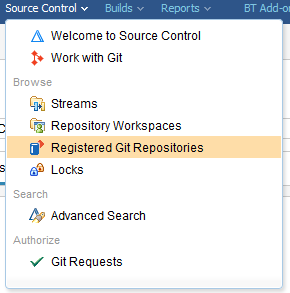 Source Control Builds Reports BT Add-on
Welcome to Source Control
Work with Git
Browse
Streams
Repository Workspaces
Registered Git Repositories
Locks
Search
Advanced Search
Authorize
Git Requests